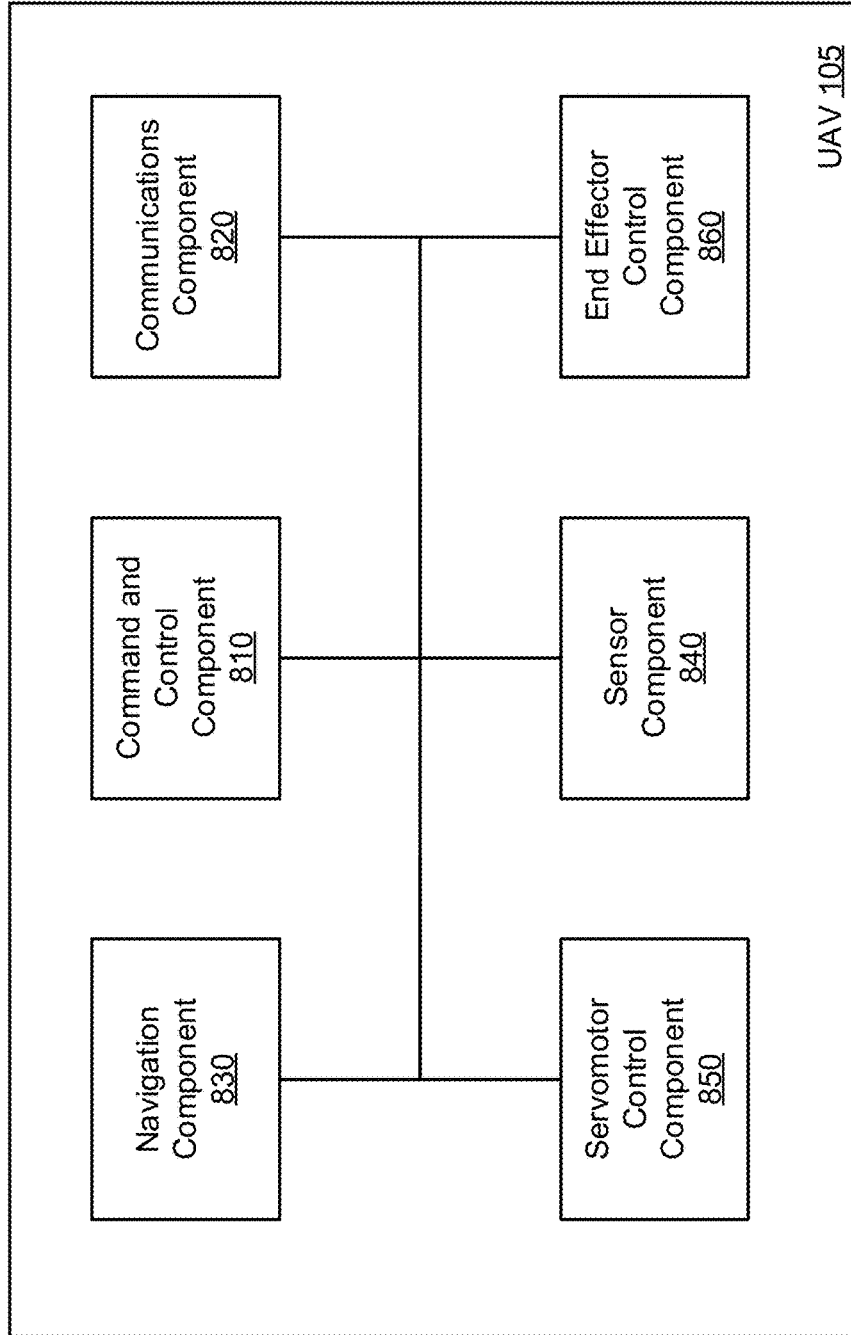 Navigation
Component
830
Command and
Control
Component
810
Communications
Component
820
Servomotor
Control
Component
850
Sensor
Component
840
End Effector
Control
Component
860
UAV 105